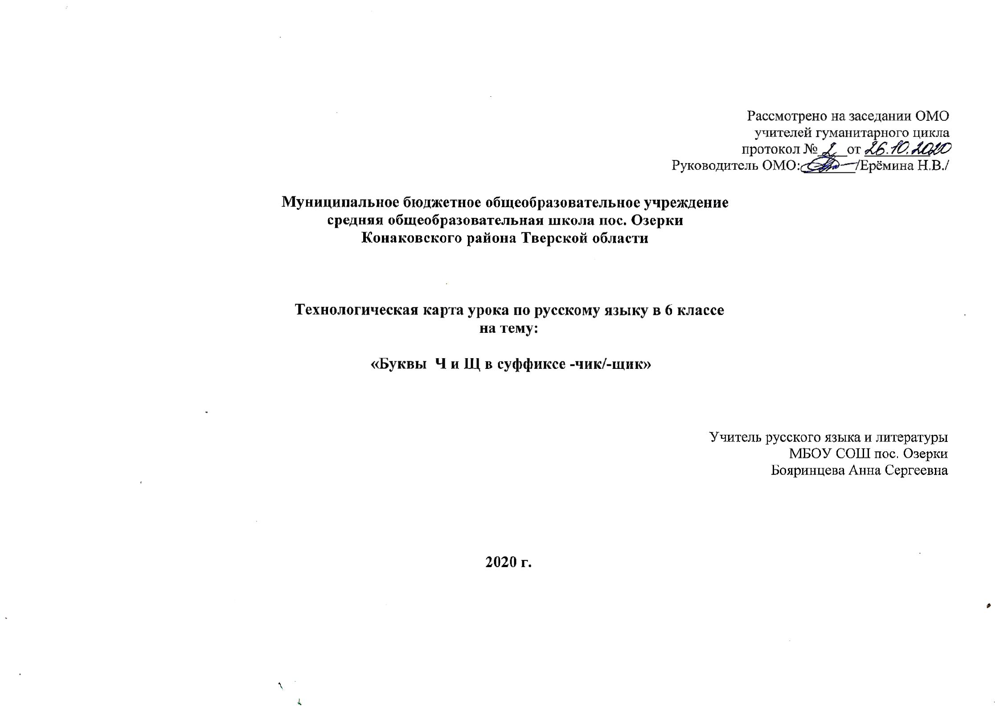 Рассмотрено на заседании ОМО
учителей гуманитарного цикла
протокол № 2 от 26.10.2020
Руководитель ОМО: /Ерёмина Н.В./
Муниципальное бюджетное общеобразовательное учреждение
средняя общеобразовательная школа пос. Озерки
Конаковского района Тверской области
Технологическая карта урока по русскому языку в 6 классе
на тему:
«Буквы Ч и Щ в суффиксе -чик/-щик»
Учитель русского языка и литературы
МБОУ СОШ пос. Озерки
Бояринцева Анна Сергеевна
2020 г.